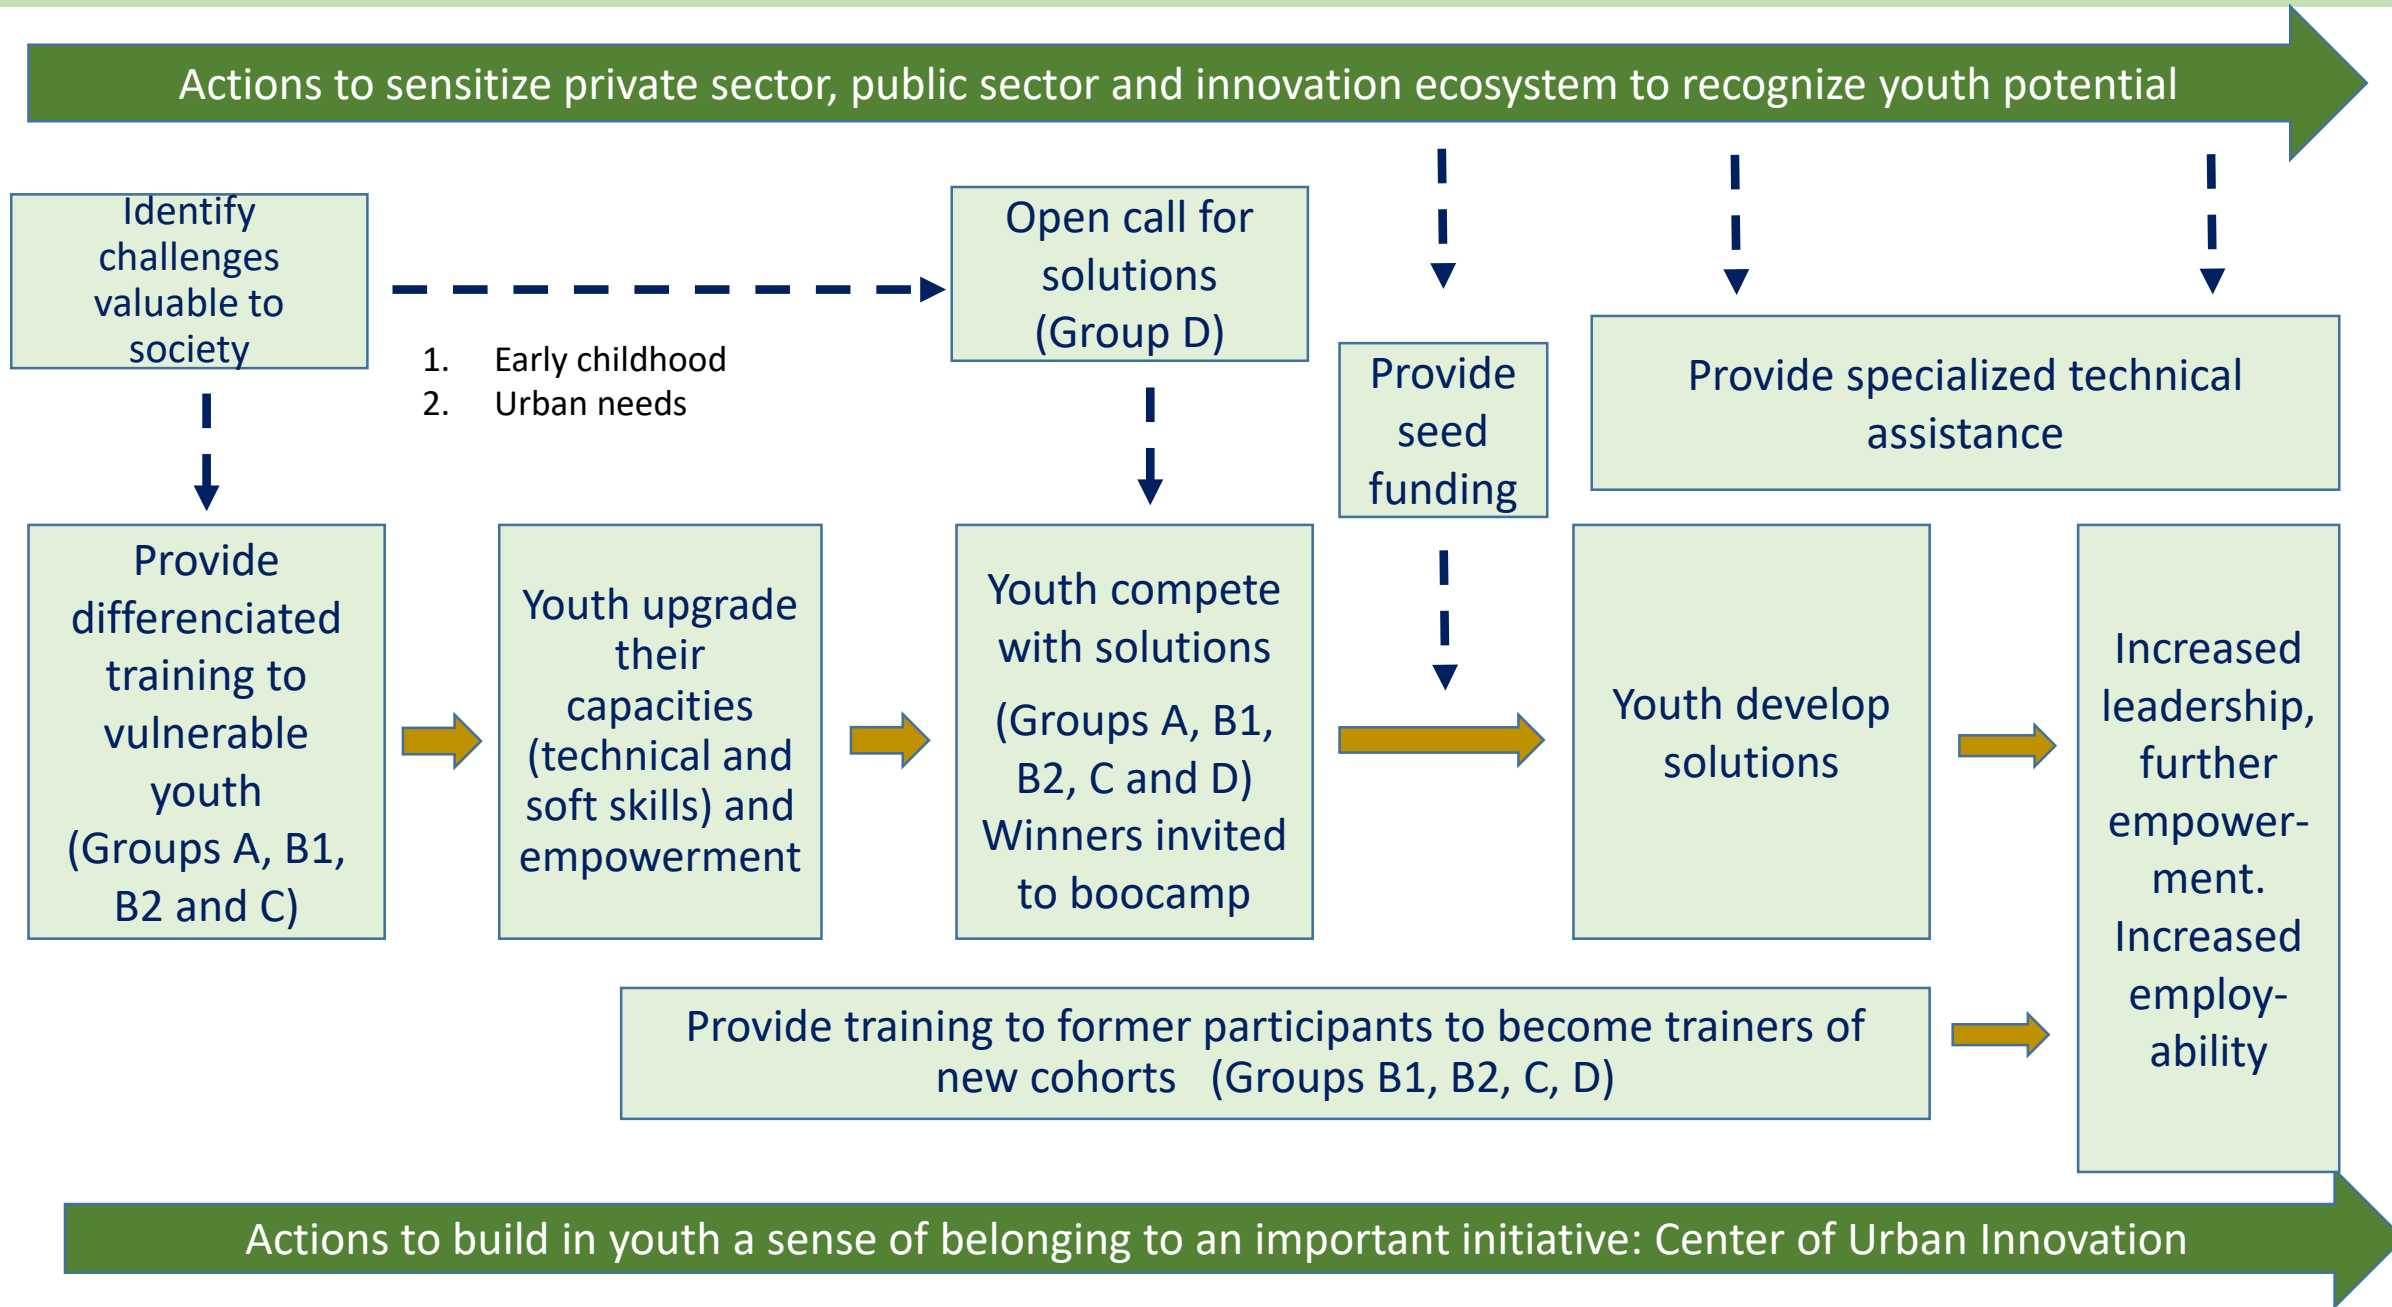 Actions to sensitize private sector, public sector and innovation ecosystem to recognize youth potential
Identify
challenges
valuable to
society
Open call for
solutions
(Group D)
1. Early childhood
2. Urban needs
Provide
seed
funding
Provide specialized technical
assistance
Provide
differenciated
training to
vulnerable
youth
(Groups A, B1,
B2 and C)
Youth upgrade
their
capacities
(technical and
soft skills) and
empowerment
Youth compete
with solutions
(Groups A, B1,
B2, C and D)
Winners invited
to boocamp
Youth develop
solutions
Increased
leadership,
further
empower-
ment.
Increased
employ-
ability
Provide training to former participants to become trainers of
new cohorts (Groups B1, B2, C, D)
Actions to build in youth a sense of belonging to an important initiative: Center of Urban Innovation